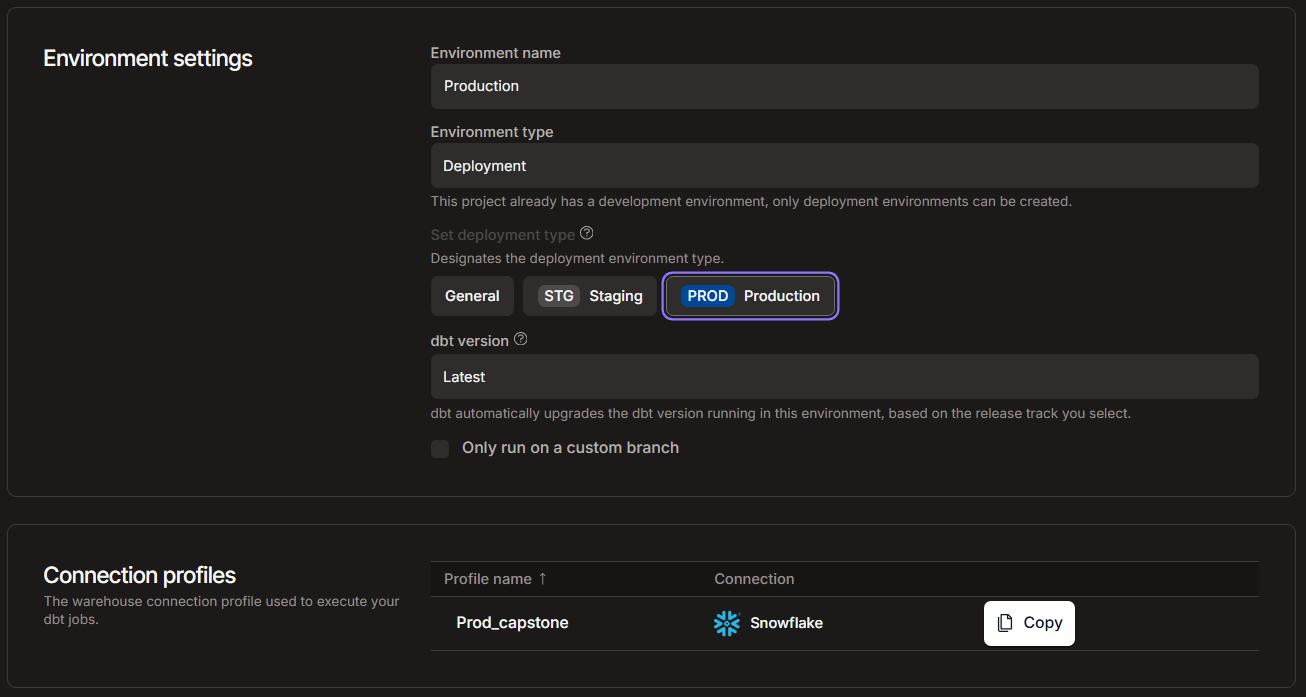 Environment settings
Environment name
Production
Environment type
Deployment
This project already has a development environment, only deployment environments can be created.
Set deployment type
Designates the deployment environment type.
General
STG Staging
PROD Production
dbt version
Latest
dbt automatically upgrades the dbt version running in this environment, based on the release track you select.
Only run on a custom branch
Connection profiles
The warehouse connection profile used to execute your
dbt jobs.
Profile name ↑ Connection
Prod_capstone Snowflake Copy